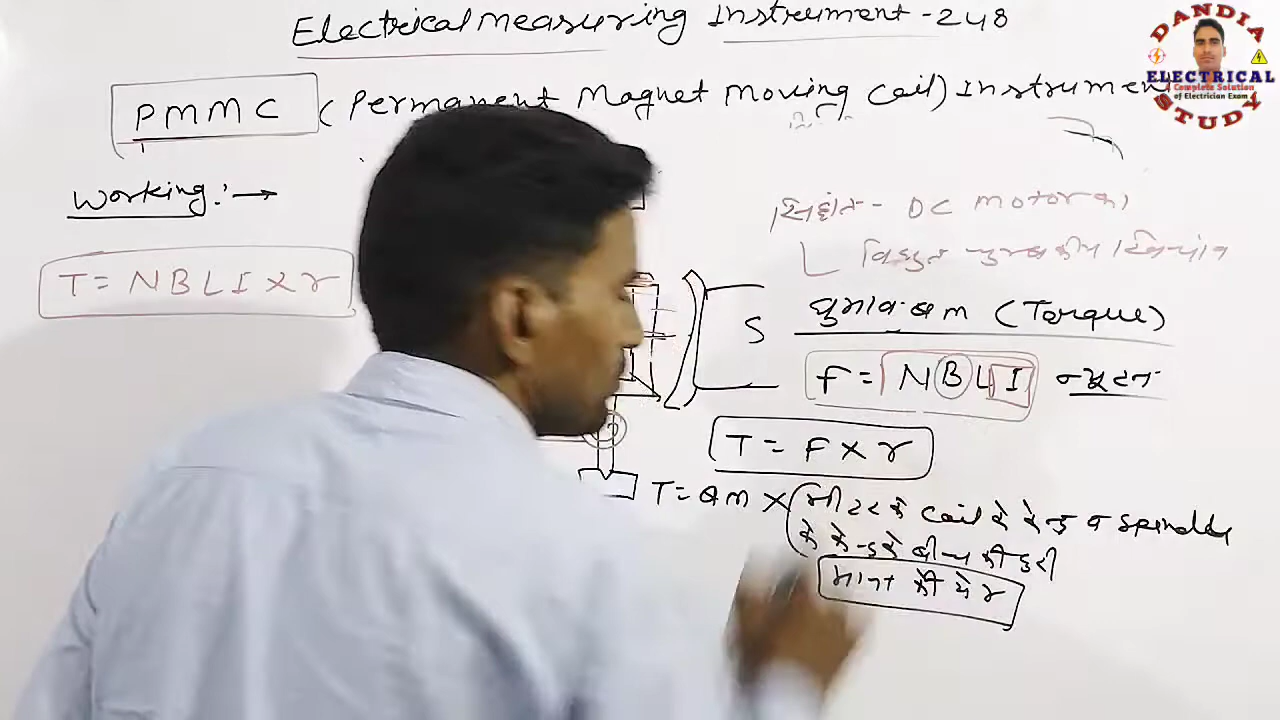 Electrical measuring Instrument - 248
PMMC (Permanent Magnet Moving Coil) Instrument
DANDIA
ELECTRICAL
A Complete Solution
of Electrician Exam
STUDY
Working :→
T = NBLI × r
सिद्धांत - DC motor का
विद्युत चुम्बकीय
S
घुमाव बल (Torque)
F = NBLI न्यूटन
T = F × r
T = बल × (मीटर के coil के केन्द्र व spindle
के केन्द्र के बीच की दूरी
माना की ये r